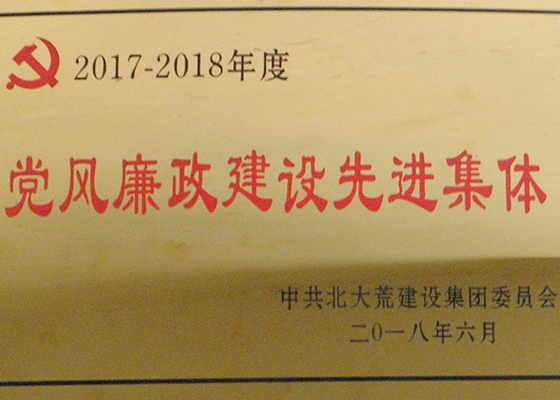 2017-2018年度
党风廉政建设先进集体
中共北大荒建设集团委员会
二〇一八年六月